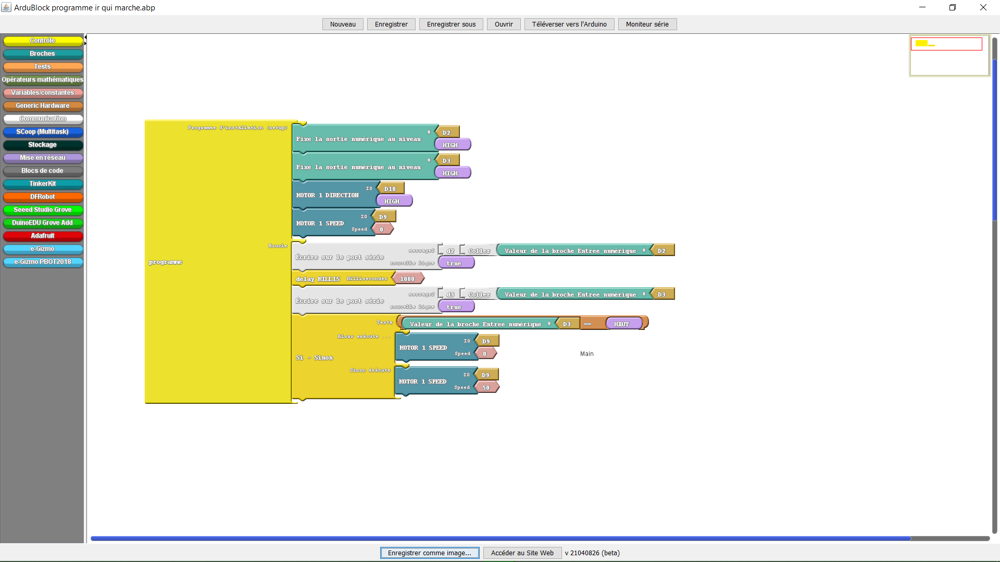 ArduBlock programme ir qui marche.abp
Nouveau Enregistrer Enregistrer sous Ouvrir Téléverser vers l'Arduino Moniteur série
Contrôle
Broches
Tests
Opérateurs mathématiques
Variables/constantes
Generic Hardware
Communication
SCoop (Multitask)
Stockage
Mise en réseau
Blocs de code
TinkerKit
DFRobot
Seeed Studio Grove
DuinoEDU Grove Add
Adafruit
e-Gizmo
e-Gizmo PBOT2018
programme
Programme d'installation (setup)
Fixe la sortie numérique au niveau # D2
HIGH
Fixe la sortie numérique au niveau # D3
HIGH
MOTOR 1 DIRECTION IO D10
HIGH
MOTOR 1 SPEED IO D9
Speed 0
Boucle
Écrire sur le port série message2 d2 Coller Valeur de la broche Entree numérique # D2
nouvelle ligne true
delay MILLIS Millisecondes 1000
Écrire sur le port série message2 d3 Coller Valeur de la broche Entree numérique # D3
nouvelle ligne true
Si - Sinon
Teste Valeur de la broche Entree numérique # D3 == HAUT
Alors exécute ...
MOTOR 1 SPEED IO D9
Speed 0
Main
Sinon éxécute
MOTOR 1 SPEED IO D9
Speed 50
Enregistrer comme image... Accéder au Site Web v 21040826 (beta)